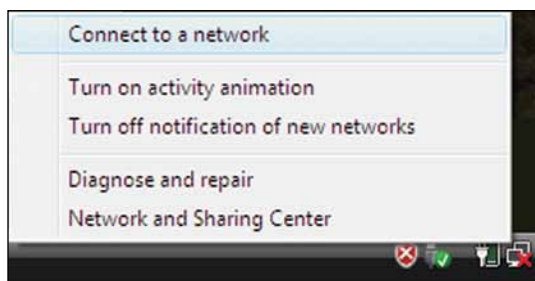 Connect to a network
Turn on activity animation
Turn off notification of new networks
Diagnose and repair
Network and Sharing Center